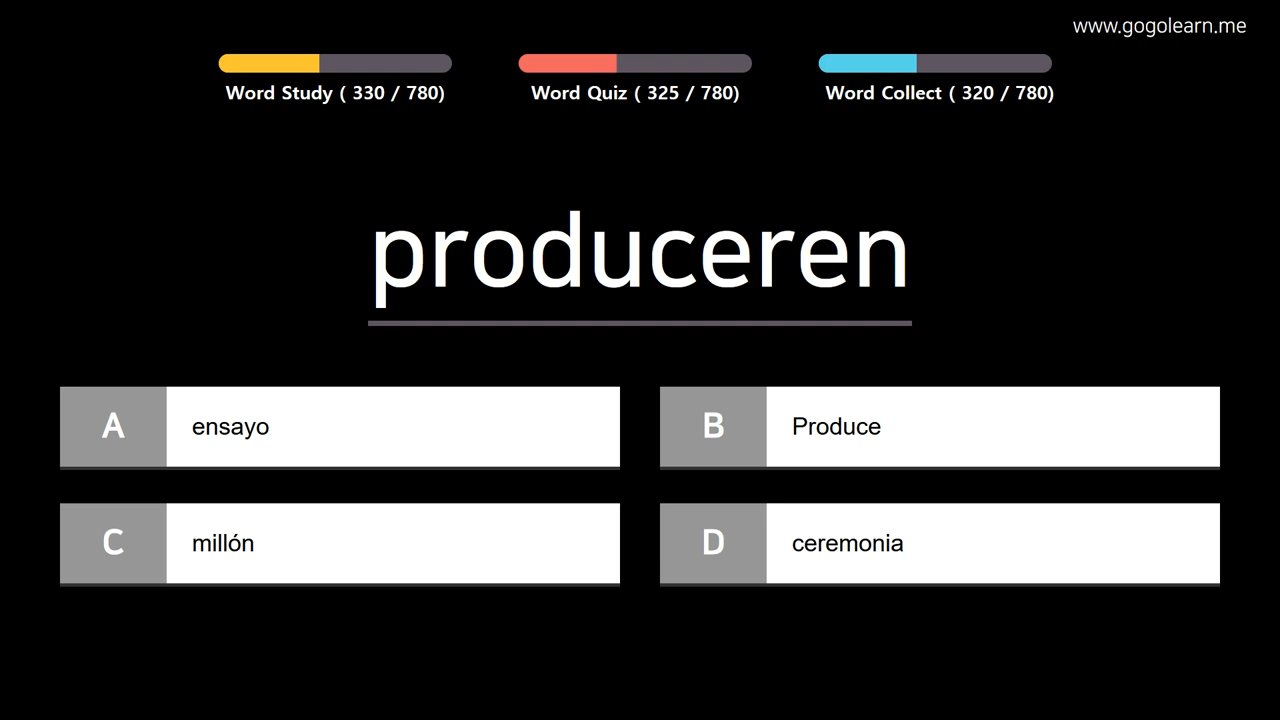 www.gogolearn.me
Word Study ( 330 / 780)
Word Quiz ( 325 / 780)
Word Collect ( 320 / 780)
produceren
A ensayo
B Produce
C millón
D ceremonia